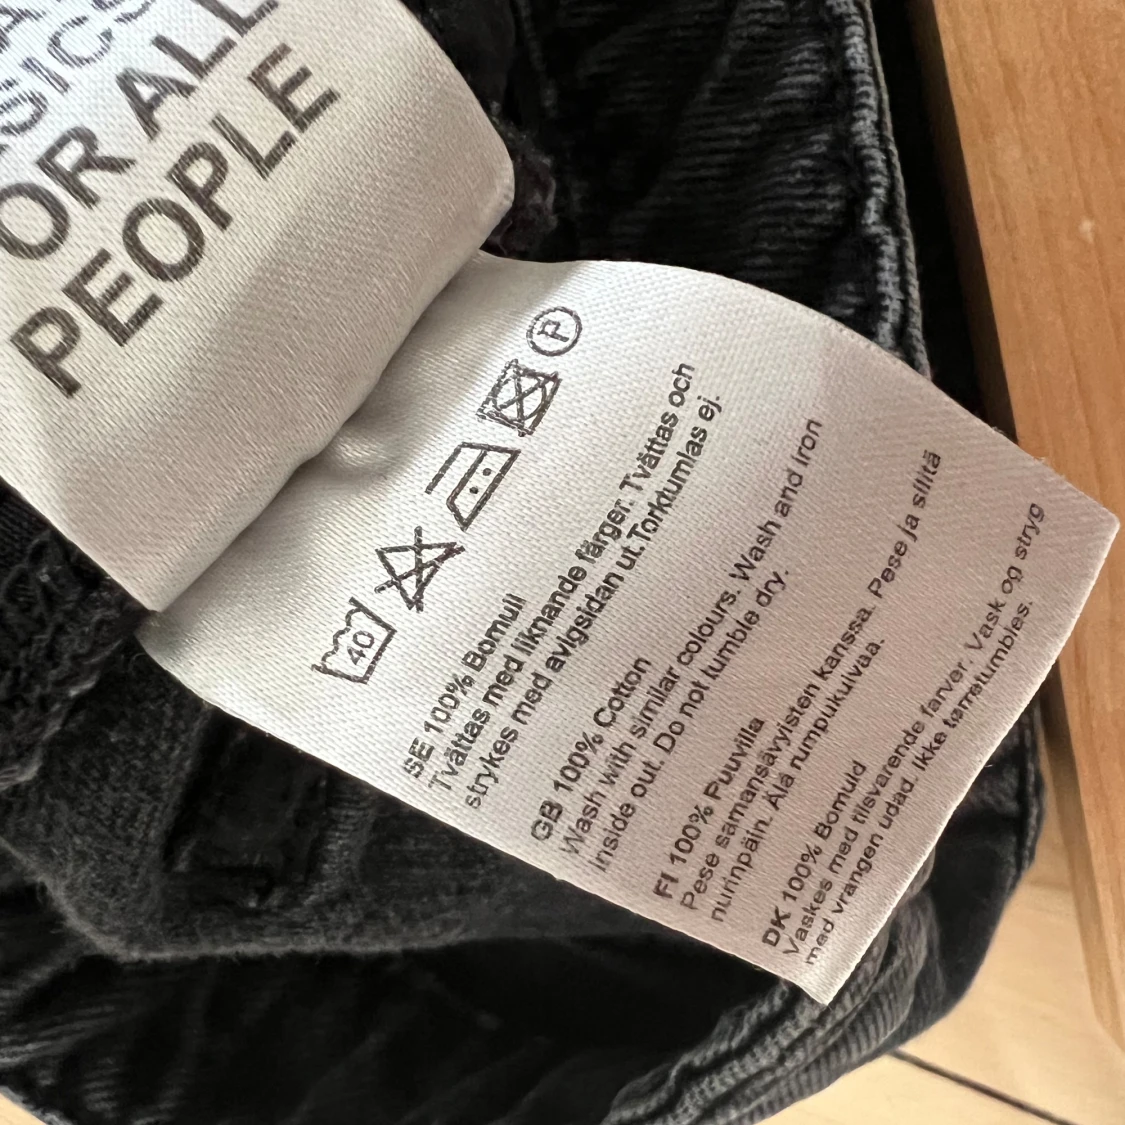 SICS
OR ALL
PEOPLE
40
P
SE 100% Bomull
Tvättas med liknande färger. Tvättas och
strykes med avigsidan ut. Torktumlas ej.
GB 100% Cotton
Wash with similar colours. Wash and Iron
inside out. Do not tumble dry.
FI 100% Puuvilla
Pese samansävyisten kanssa. Pese ja silitä
nurinpäin. Älä rumpukuivaa.
DK 100% Bomuld
Vaskes med tilsvarende farver. Vask og stryg
med vrangen udad. Ikke tørretumbles.